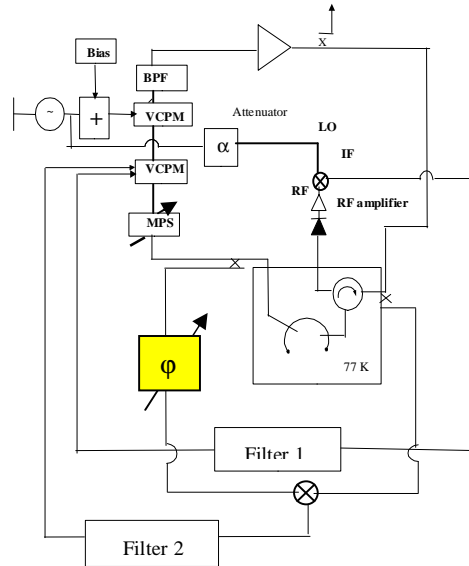 X
Bias
BPF
~
+
VCPM
Attenuator
α
LO
IF
VCPM
RF
RF amplifier
MPS
X
X
77 K
φ
Filter 1
Filter 2